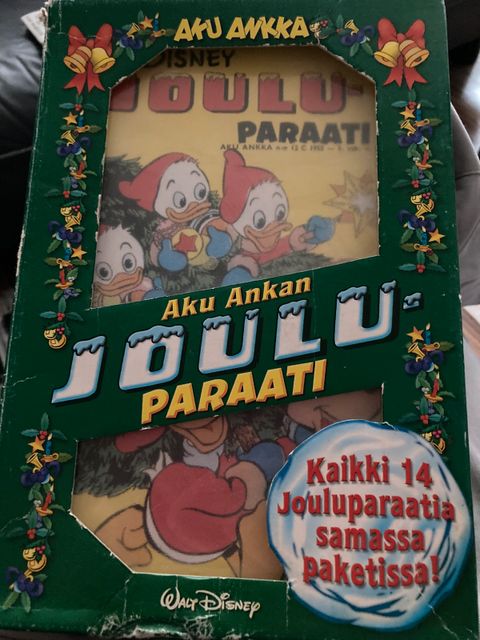 AKU ANKKA
DISNEY
JOULU-
PARAATI
Aku Ankan
JOULU-
PARAATI
Kaikki 14
Jouluparaatia
samassa
paketissa!
WALT DISNEY